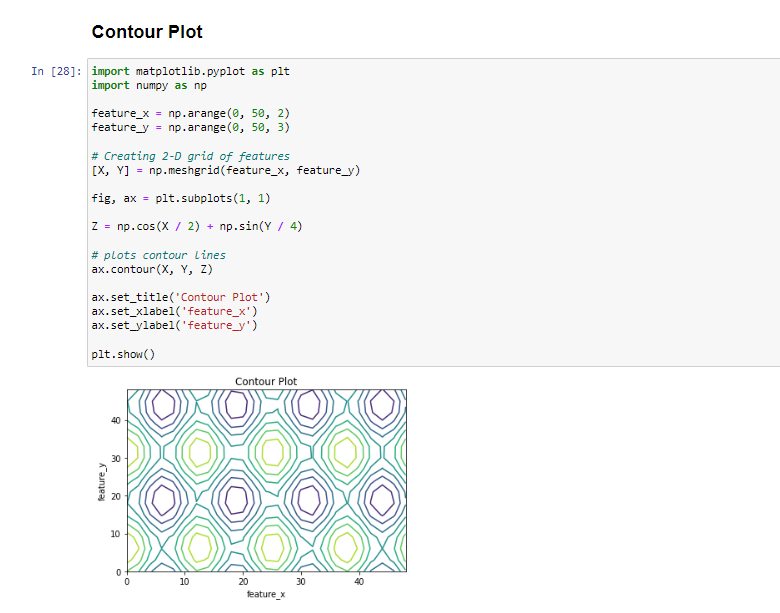 Contour Plot
In [28]: import matplotlib.pyplot as plt
import numpy as np
feature_x = np.arange(0, 50, 2)
feature_y = np.arange(0, 50, 3)
# Creating 2-D grid of features
[X, Y] = np.meshgrid(feature_x, feature_y)
fig, ax = plt.subplots(1, 1)
Z = np.cos(X / 2) + np.sin(Y / 4)
# plots contour lines
ax.contour(X, Y, Z)
ax.set_title('Contour Plot')
ax.set_xlabel('feature_x')
ax.set_ylabel('feature_y')
plt.show()
Contour Plot
feature_y
40
30
20
10
0
0 10 20 30 40
feature_x